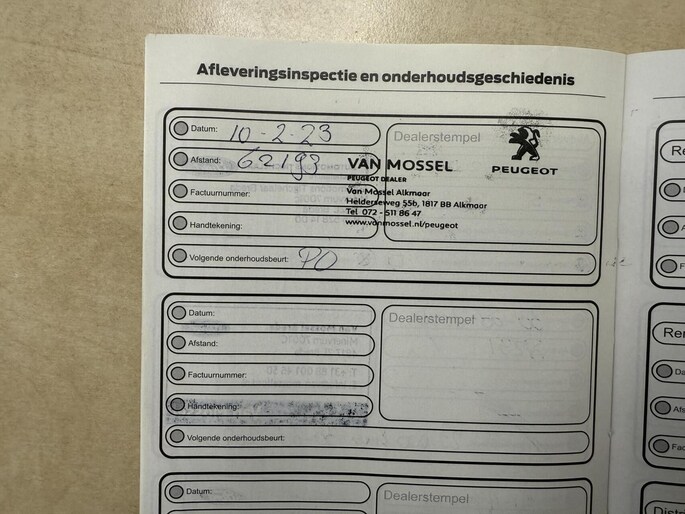 Afleveringsinspectie en onderhoudsgeschiedenis
Datum: 10-2-23
Dealerstempel
PEUGEOT
Afstand:
VAN MOSSEL
PEUGEOT DEALER
Factuurnummer:
Van Mossel Alkmaar
Helderseweg 55b, 1817 BB Alkmaar
Tel 072 - 511 86 47
Handtekening:
www.vanmossel.nl/peugeot
Volgende onderhoudsbeurt: PO
Datum:
Dealerstempel
Afstand:
Factuurnummer:
Handtekening:
Volgende onderhoudsbeurt:
Datum:
Dealerstempel